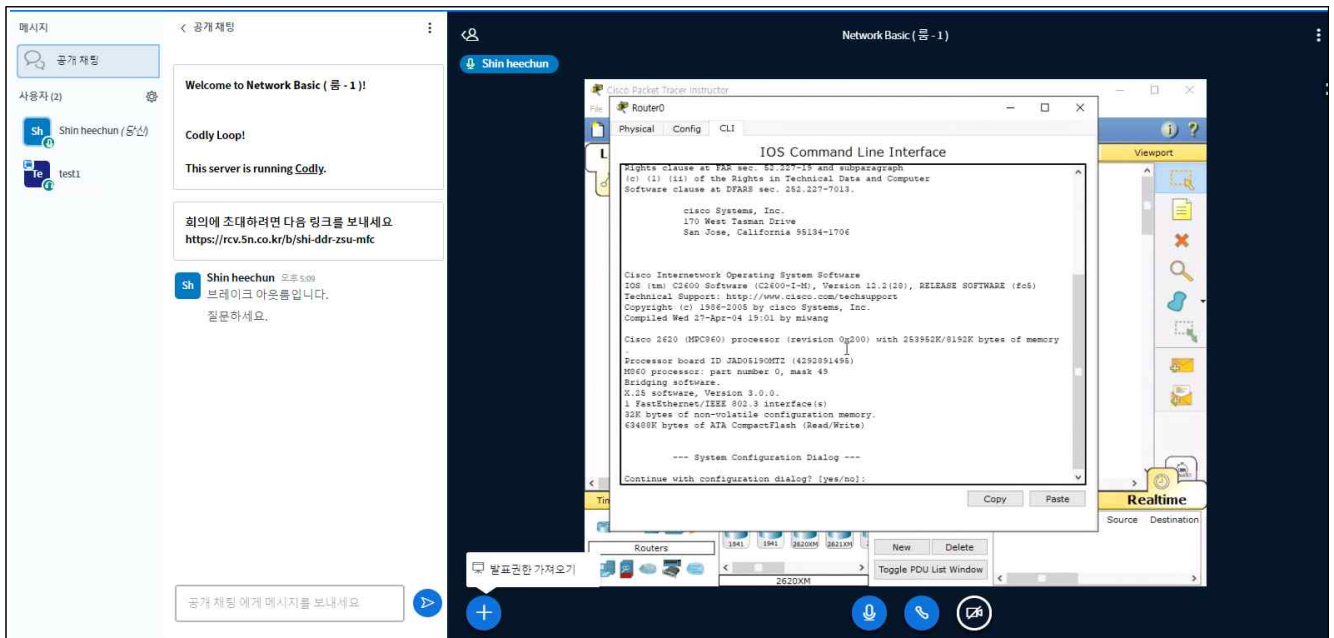 메시지
공개 채팅
사용자 (2)
Sh
Shin heechun (당신)
Te
test1
공개 채팅
Welcome to Network Basic ( 룸 - 1 )!
Codly Loop!
This server is running Codly.
회의에 초대하려면 다음 링크를 보내세요
https://rcv.5n.co.kr/b/shi-ddr-zsu-mfc
Sh
Shin heechun 오후 5:09
브레이크 아웃룸입니다.
질문하세요.
공개 채팅 에게 메시지를 보내세요
Network Basic ( 룸 - 1 )
Shin heechun
Cisco Packet Tracer Instructor
File
Router0
Physical Config CLI
IOS Command Line Interface
Rights clause at FAR sec. 52.227-19 and subparagraph
(c) (1) (ii) of the Rights in Technical Data and Computer
Software clause at DFARS sec. 252.227-7013.
cisco Systems, Inc.
170 West Tasman Drive
San Jose, California 95134-1706
Cisco Internetwork Operating System Software
IOS (tm) C2600 Software (C2600-I-M), Version 12.2(28), RELEASE SOFTWARE (fc5)
Technical Support: http://www.cisco.com/techsupport
Copyright (c) 1986-2005 by cisco Systems, Inc.
Compiled Wed 27-Apr-04 19:01 by miwang
Cisco 2620 (MPC860) processor (revision 0x200) with 253952K/8192K bytes of memory
.
Processor board ID JAD05190MTZ (4292891495)
M860 processor: part number 0, mask 49
Bridging software.
X.25 software, Version 3.0.0.
1 FastEthernet/IEEE 802.3 interface(s)
32K bytes of non-volatile configuration memory.
63488K bytes of ATA CompactFlash (Read/Write)
--- System Configuration Dialog ---
Continue with configuration dialog? [yes/no]:
Copy Paste
L
Viewport
Tim
Realtime
Source Destination
Routers
1841 1941 2620XM 2621XM
2620XM
New Delete
Toggle PDU List Window
발표권한 가져오기